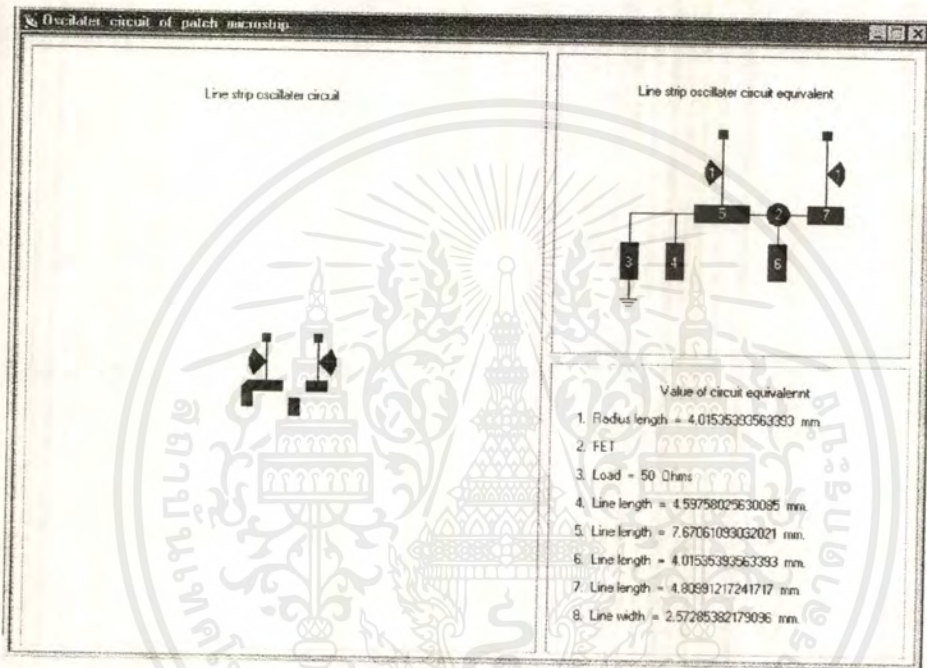 Oscilater circuit of patch microstrip
Line strip oscillater circuit
Line strip oscillater circuit equivalent
1
1
5
2
7
3
4
6
Value of circuit equivalernt
1. Radius length = 4.01535393563393 mm.
2. FET
3. Load = 50 Ohms
4. Line length = 4.59758025630085 mm.
5. Line length = 7.67061093032021 mm.
6. Line length = 4.01535393563393 mm.
7. Line length = 4.80991217241717 mm.
8. Line width = 2.57285382179096 mm.